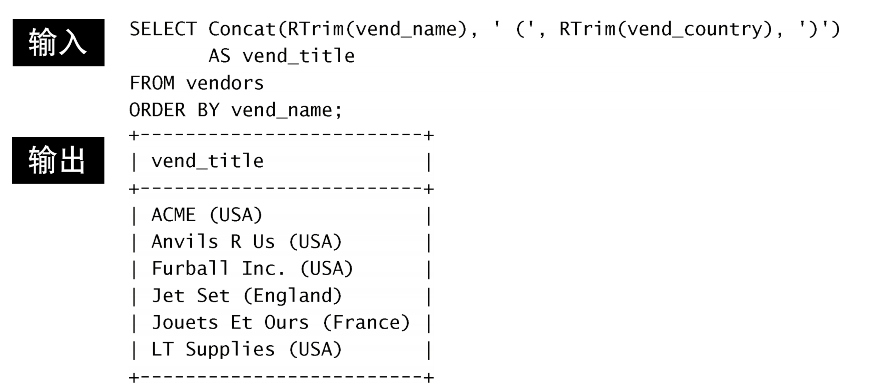 输入
SELECT Concat(RTrim(vend_name), ' (', RTrim(vend_country), ')')
       AS vend_title
FROM vendors
ORDER BY vend_name;
输出
+-------------------------+
| vend_title              |
+-------------------------+
| ACME (USA)              |
| Anvils R Us (USA)       |
| Furball Inc. (USA)      |
| Jet Set (England)       |
| Jouets Et Ours (France) |
| LT Supplies (USA)       |
+-------------------------+